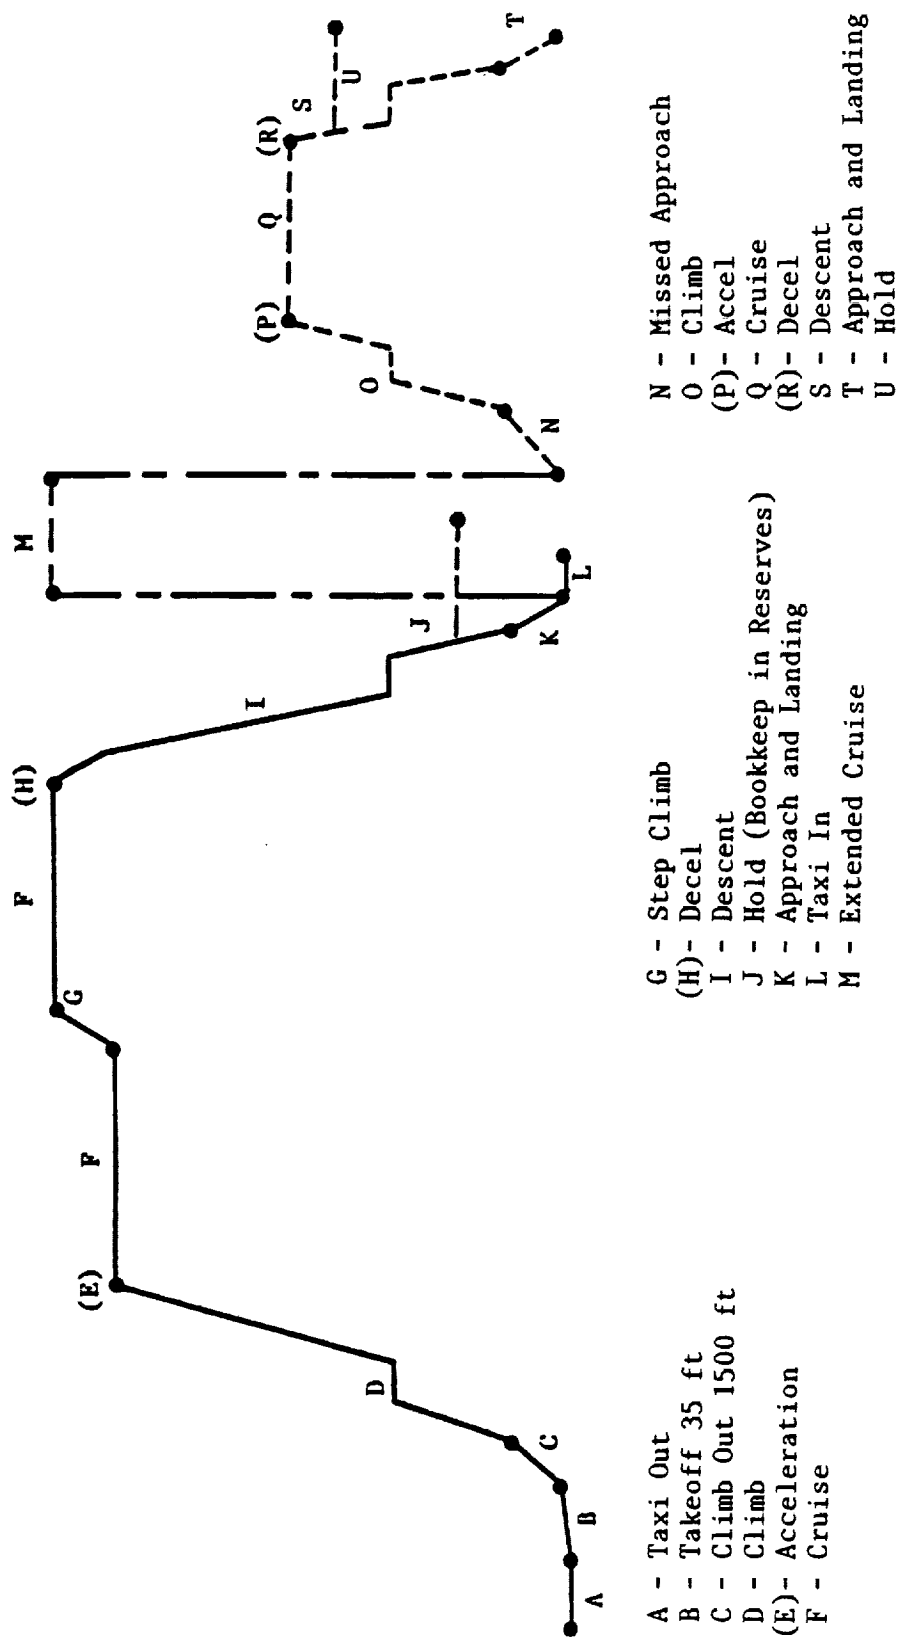 A
B
C
D
(E)
F
G
F
(H)
I
J
K
L
M
N
O
(P)
Q
(R)
S
U
T
A - Taxi Out
B - Takeoff 35 ft
C - Climb Out 1500 ft
D - Climb
(E)- Acceleration
F - Cruise
G - Step Climb
(H)- Decel
I - Descent
J - Hold (Bookkeep in Reserves)
K - Approach and Landing
L - Taxi In
M - Extended Cruise
N - Missed Approach
O - Climb
(P)- Accel
Q - Cruise
(R)- Decel
S - Descent
T - Approach and Landing
U - Hold